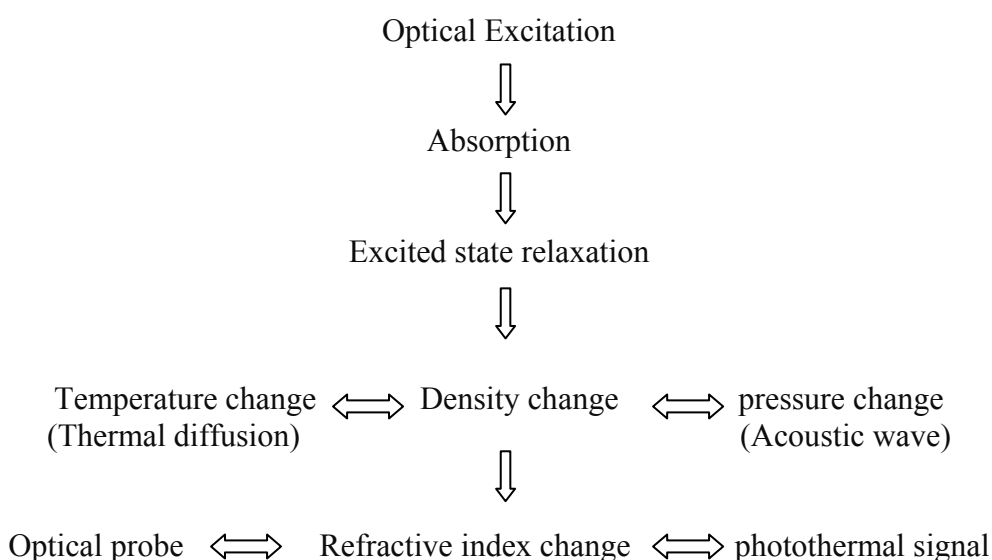 Optical Excitation
Absorption
Excited state relaxation
Temperature change Density change pressure change
(Thermal diffusion) (Acoustic wave)
Optical probe Refractive index change photothermal signal